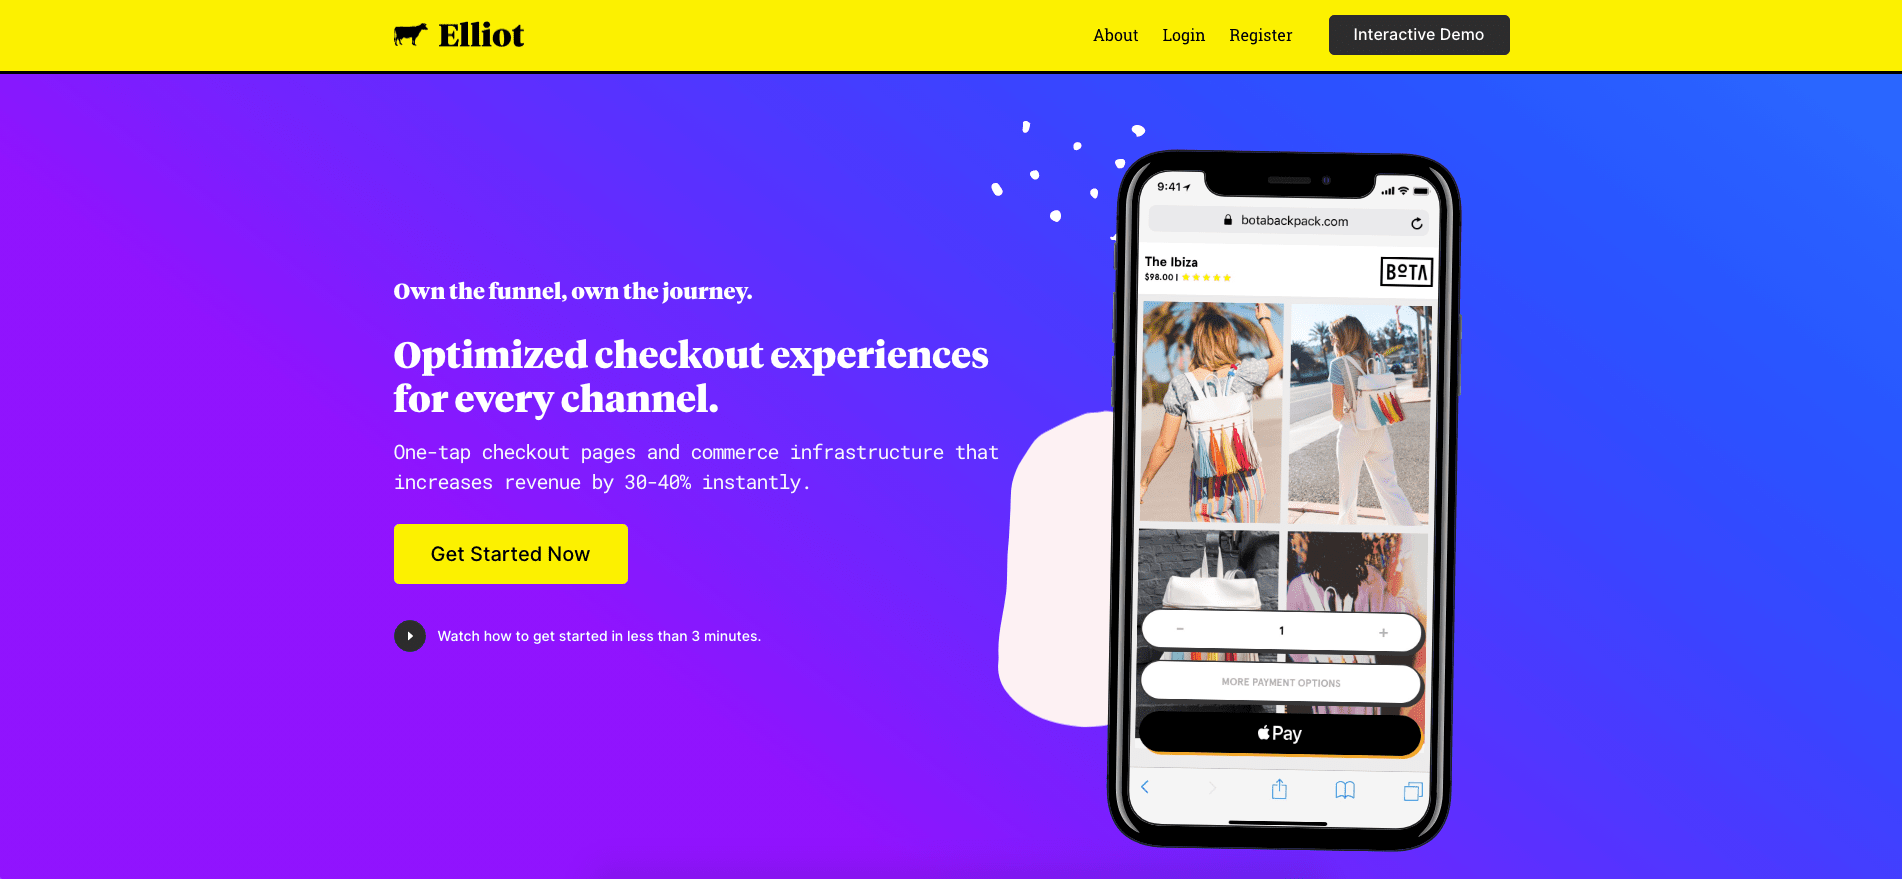 Elliot
About
Login
Register
Interactive Demo
Own the funnel, own the journey.
Optimized checkout experiences
for every channel.
One-tap checkout pages and commerce infrastructure that
increases revenue by 30-40% instantly.
Get Started Now
Watch how to get started in less than 3 minutes.
9:41
botabackpack.com
The Ibiza
$98.00 |
BOTA
- 1 +
MORE PAYMENT OPTIONS
Pay